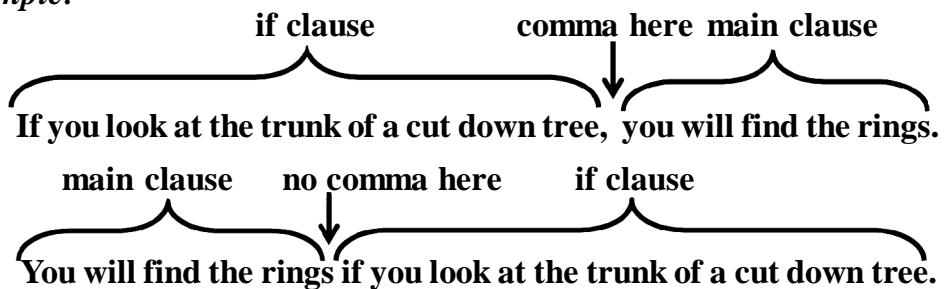 if clause comma here main clause
If you look at the trunk of a cut down tree, you will find the rings.
main clause no comma here if clause
You will find the rings if you look at the trunk of a cut down tree.